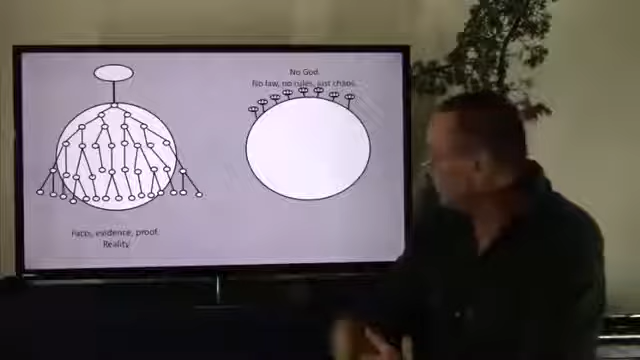 No God.
No law, no rules, just chaos.
Facts, evidence, proof.
Reality